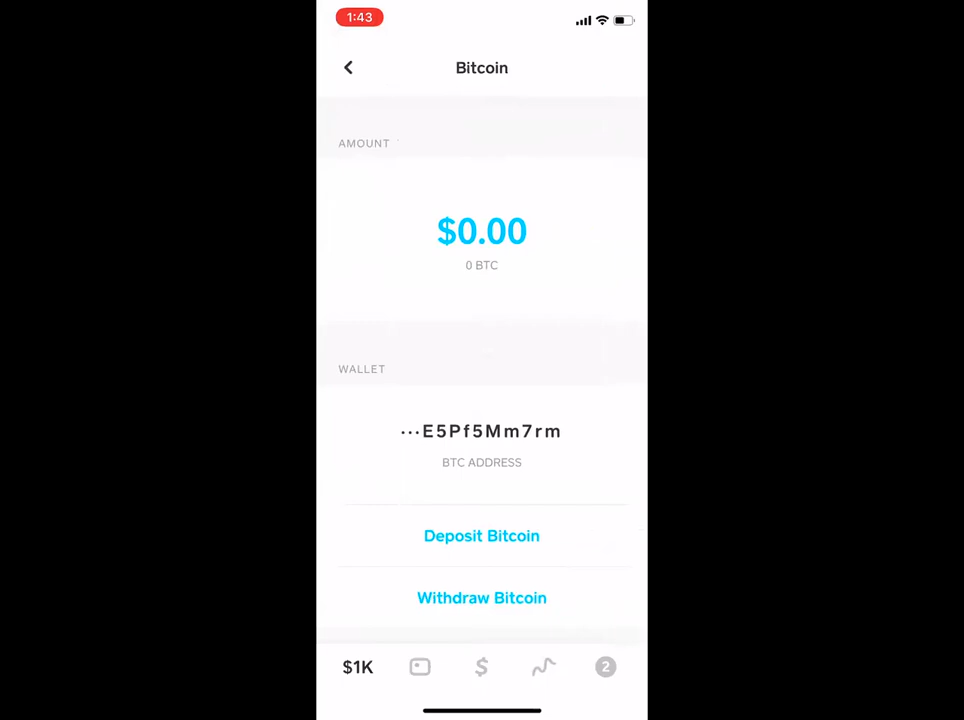 1:43
Bitcoin
AMOUNT
$0.00
0 BTC
WALLET
···E5Pf5Mm7rm
BTC ADDRESS
Deposit Bitcoin
Withdraw Bitcoin
$1K
$
2